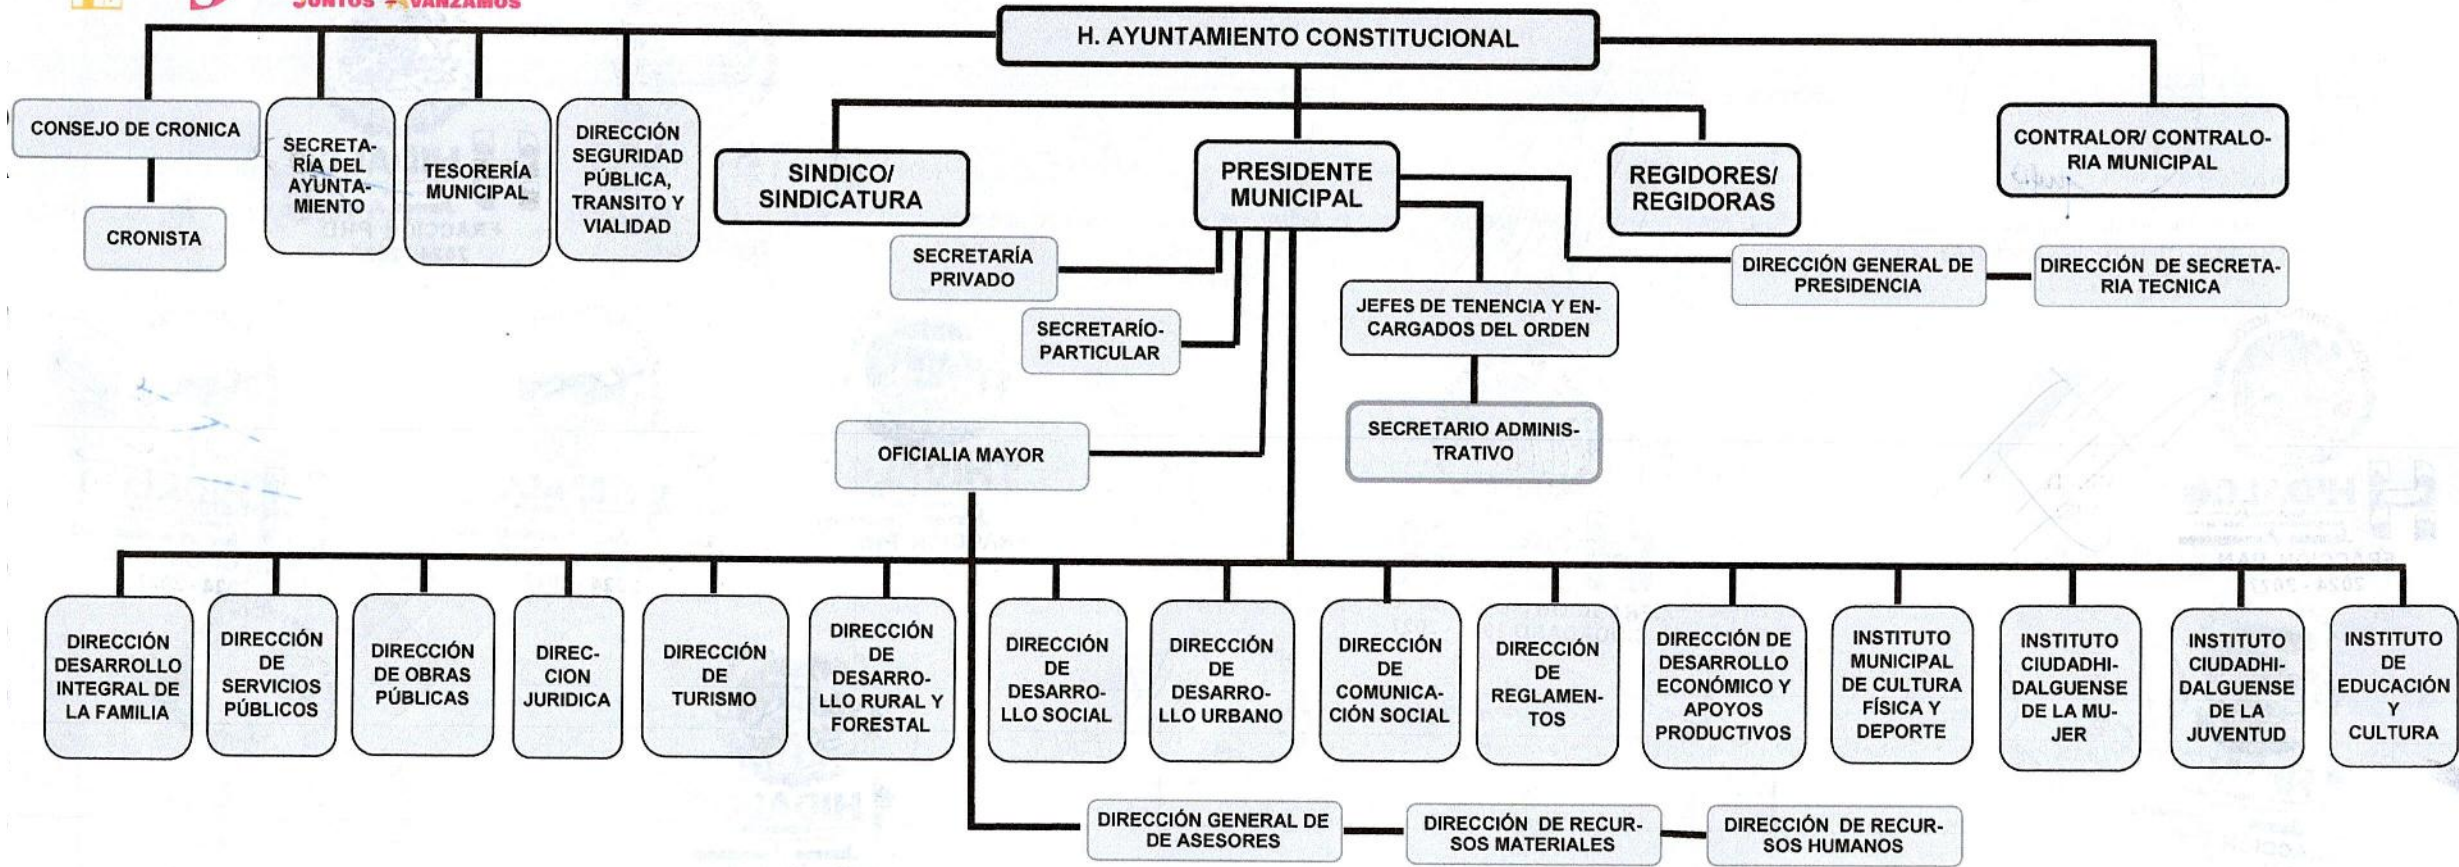 JUNTOS AVANZAMOS
H. AYUNTAMIENTO CONSTITUCIONAL
CONSEJO DE CRONICA
CRONISTA
SECRETA-
RÍA DEL
AYUNTA-
MIENTO
TESORERÍA
MUNICIPAL
DIRECCIÓN
SEGURIDAD
PÚBLICA,
TRANSITO Y
VIALIDAD
SINDICO/
SINDICATURA
PRESIDENTE
MUNICIPAL
REGIDORES/
REGIDORAS
CONTRALOR/ CONTRALO-
RIA MUNICIPAL
SECRETARÍA
PRIVADO
SECRETARÍO-
PARTICULAR
JEFES DE TENENCIA Y EN-
CARGADOS DEL ORDEN
SECRETARIO ADMINIS-
TRATIVO
DIRECCIÓN GENERAL DE
PRESIDENCIA
DIRECCIÓN DE SECRETA-
RIA TECNICA
OFICIALIA MAYOR
DIRECCIÓN
DESARROLLO
INTEGRAL DE
LA FAMILIA
DIRECCIÓN
DE
SERVICIOS
PÚBLICOS
DIRECCIÓN
DE OBRAS
PÚBLICAS
DIREC-
CION
JURIDICA
DIRECCIÓN
DE
TURISMO
DIRECCIÓN
DE
DESARRO-
LLO RURAL Y
FORESTAL
DIRECCIÓN
DE
DESARRO-
LLO SOCIAL
DIRECCIÓN
DE
DESARRO-
LLO URBANO
DIRECCIÓN
DE
COMUNICA-
CIÓN SOCIAL
DIRECCIÓN
DE
REGLAMEN-
TOS
DIRECCIÓN DE
DESARROLLO
ECONÓMICO Y
APOYOS
PRODUCTIVOS
INSTITUTO
MUNICIPAL
DE CULTURA
FÍSICA Y
DEPORTE
INSTITUTO
CIUDADHI-
DALGUENSE
DE LA MU-
JER
INSTITUTO
CIUDADHI-
DALGUENSE
DE LA
JUVENTUD
INSTITUTO
DE
EDUCACIÓN
Y
CULTURA
DIRECCIÓN GENERAL DE
DE ASESORES
DIRECCIÓN DE RECUR-
SOS MATERIALES
DIRECCIÓN DE RECUR-
SOS HUMANOS